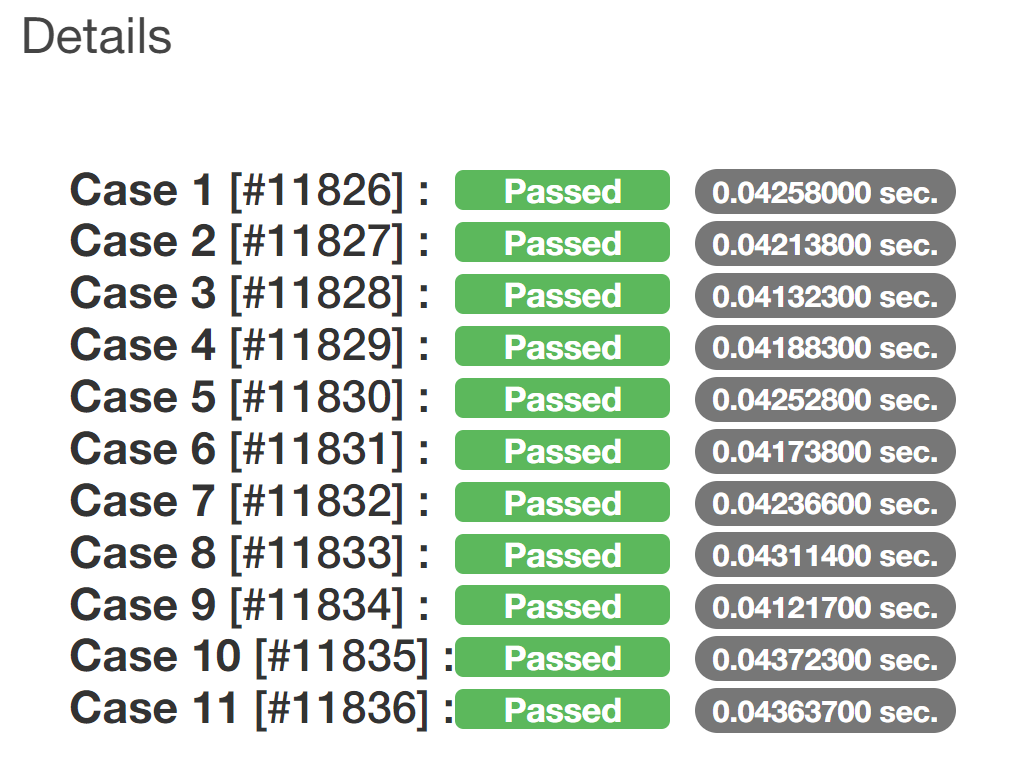 Details
Case 1 [#11826] : Passed 0.04258000 sec.
Case 2 [#11827] : Passed 0.04213800 sec.
Case 3 [#11828] : Passed 0.04132300 sec.
Case 4 [#11829] : Passed 0.04188300 sec.
Case 5 [#11830] : Passed 0.04252800 sec.
Case 6 [#11831] : Passed 0.04173800 sec.
Case 7 [#11832] : Passed 0.04236600 sec.
Case 8 [#11833] : Passed 0.04311400 sec.
Case 9 [#11834] : Passed 0.04121700 sec.
Case 10 [#11835] : Passed 0.04372300 sec.
Case 11 [#11836] : Passed 0.04363700 sec.